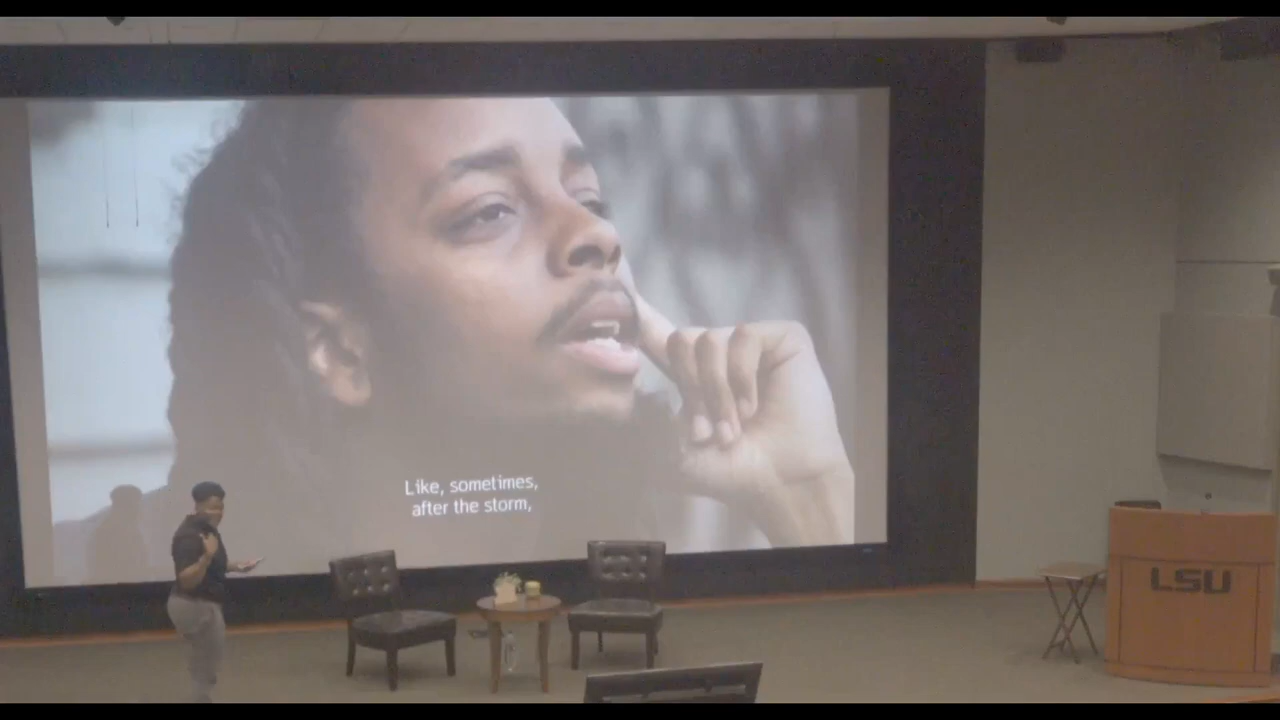 Like, sometimes,
after the storm,
LSU